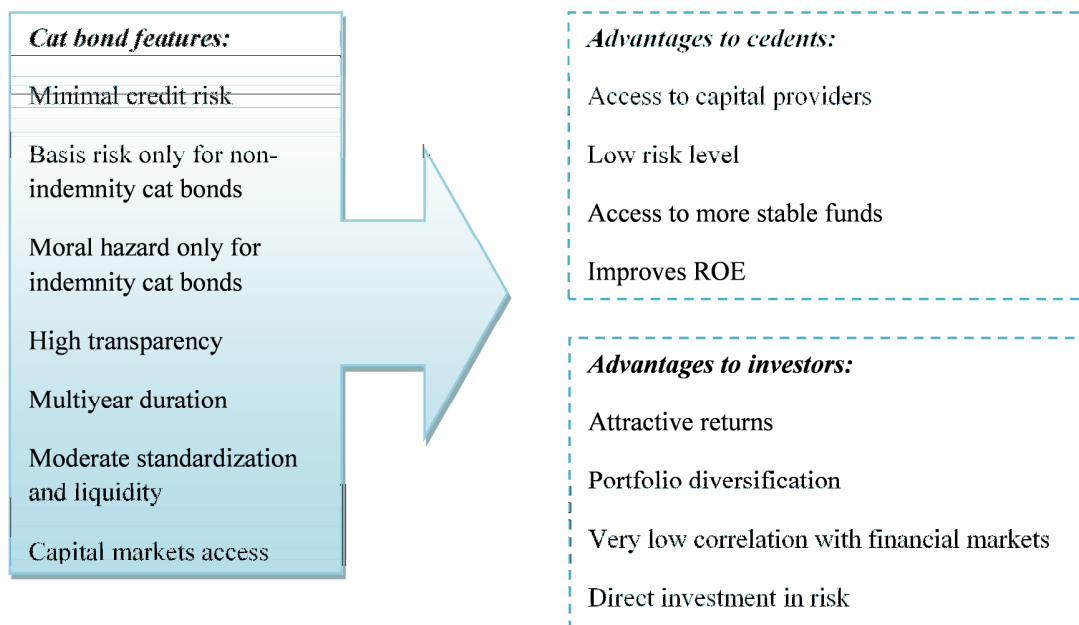 Cat bond features:
Minimal credit risk
Basis risk only for non-
indemnity cat bonds
Moral hazard only for
indemnity cat bonds
High transparency
Multiyear duration
Moderate standardization
and liquidity
Capital markets access
Advantages to cedents:
Access to capital providers
Low risk level
Access to more stable funds
Improves ROE
Advantages to investors:
Attractive returns
Portfolio diversification
Very low correlation with financial markets
Direct investment in risk